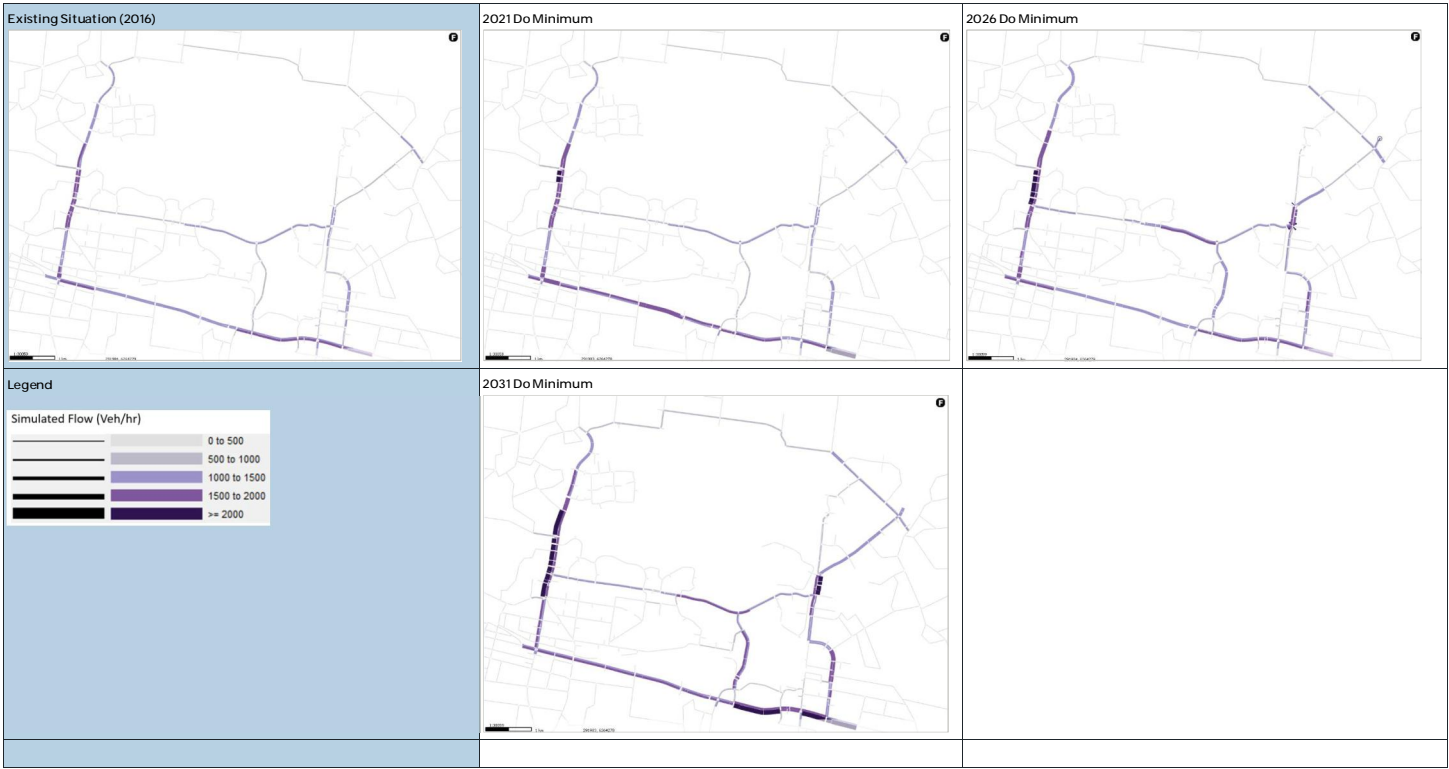 Existing Situation (2016)
2021 Do Minimum
2026 Do Minimum
Legend
2031 Do Minimum
Simulated Flow (Veh/hr)
0 to 500
500 to 1000
1000 to 1500
1500 to 2000
>= 2000